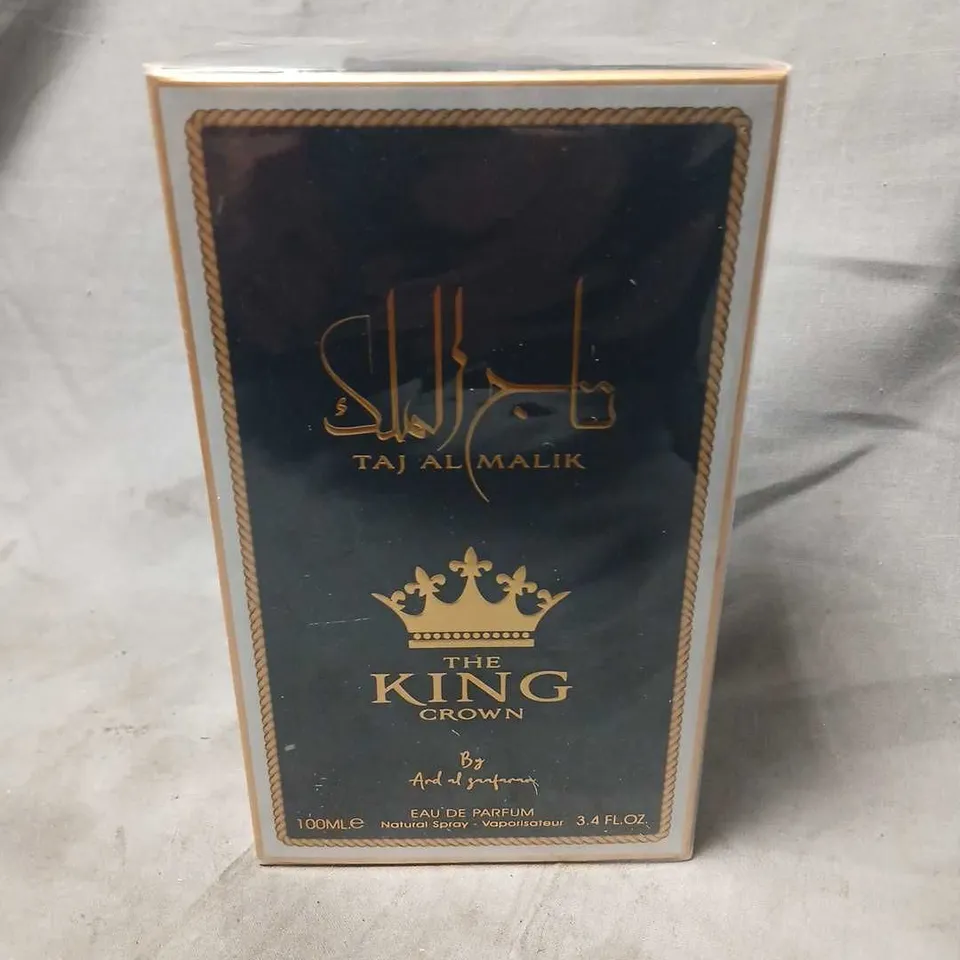 تاج الملك
TAJ AL MALIK
THE
KING
CROWN
By
Ard al zaafaran
EAU DE PARFUM
100ML e Natural Spray - Vaporisateur 3.4 FL.OZ.